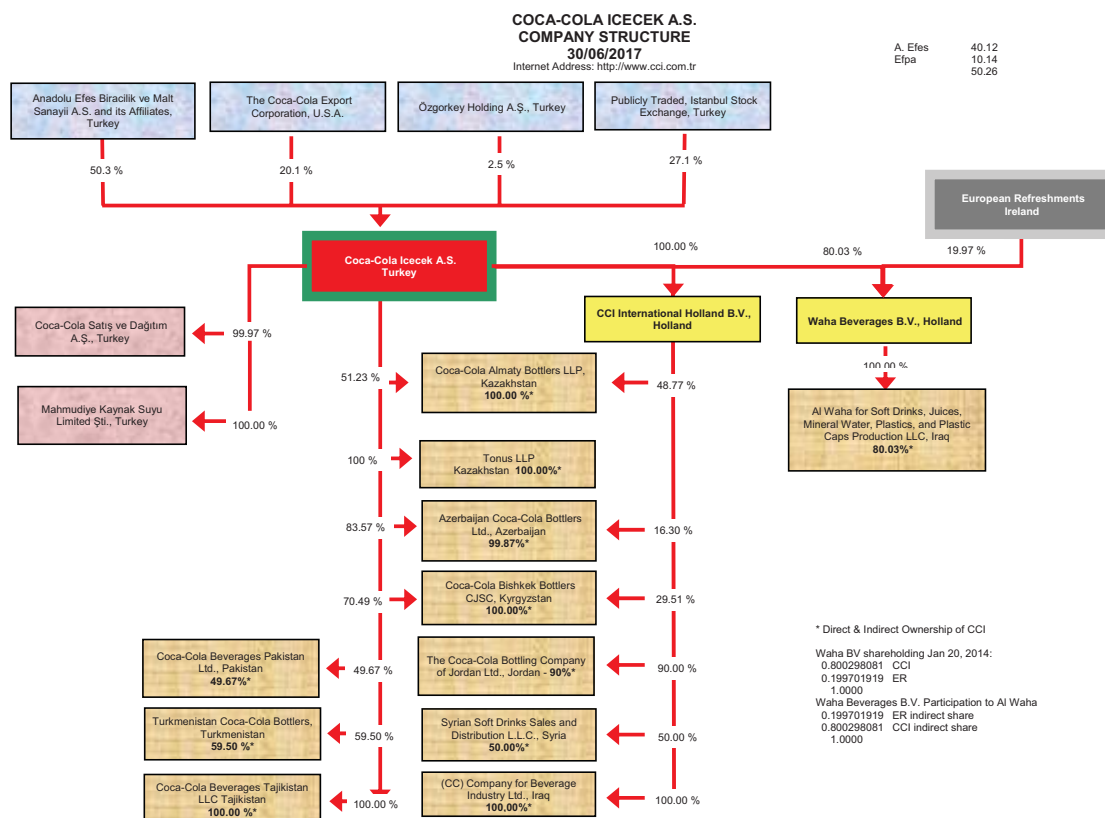 COCA-COLA ICECEK A.S.
COMPANY STRUCTURE
30/06/2017
Internet Address: http://www.cci.com.tr
A. Efes 40.12
Efpa 10.14
50.26
Anadolu Efes Biracilik ve Malt
Sanayii A.S. and its Affiliates,
Turkey
The Coca-Cola Export
Corporation, U.S.A.
Özgorkey Holding A.Ş., Turkey
Publicly Traded, Istanbul Stock
Exchange, Turkey
50.3 %
20.1 %
2.5 %
27.1 %
European Refreshments
Ireland
Coca-Cola Icecek A.S.
Turkey
100.00 %
80.03 %
19.97 %
CCI International Holland B.V.,
Holland
Waha Beverages B.V., Holland
Coca-Cola Satış ve Dağıtım
A.Ş., Turkey
99.97 %
Mahmudiye Kaynak Suyu
Limited Şti., Turkey
100.00 %
51.23 %
Coca-Cola Almaty Bottlers LLP,
Kazakhstan
100.00 %*
48.77 %
100.00 %
Al Waha for Soft Drinks, Juices,
Mineral Water, Plastics, and Plastic
Caps Production LLC, Iraq
80.03%*
100 %
Tonus LLP
Kazakhstan 100.00%*
83.57 %
Azerbaijan Coca-Cola Bottlers
Ltd., Azerbaijan
99.87%*
16.30 %
70.49 %
Coca-Cola Bishkek Bottlers
CJSC, Kyrgyzstan
100.00%*
29.51 %
Coca-Cola Beverages Pakistan
Ltd., Pakistan
49.67%*
49.67 %
The Coca-Cola Bottling Company
of Jordan Ltd., Jordan - 90%*
90.00 %
Turkmenistan Coca-Cola Bottlers,
Turkmenistan
59.50 %*
59.50 %
Syrian Soft Drinks Sales and
Distribution L.L.C., Syria
50.00%*
50.00 %
Coca-Cola Beverages Tajikistan
LLC Tajikistan
100.00 %*
100.00 %
(CC) Company for Beverage
Industry Ltd., Iraq
100,00%*
100.00 %
* Direct & Indirect Ownership of CCI
Waha BV shareholding Jan 20, 2014:
0.800298081 CCI
0.199701919 ER
1.0000
Waha Beverages B.V. Participation to Al Waha
0.199701919 ER indirect share
0.800298081 CCI indirect share
1.0000